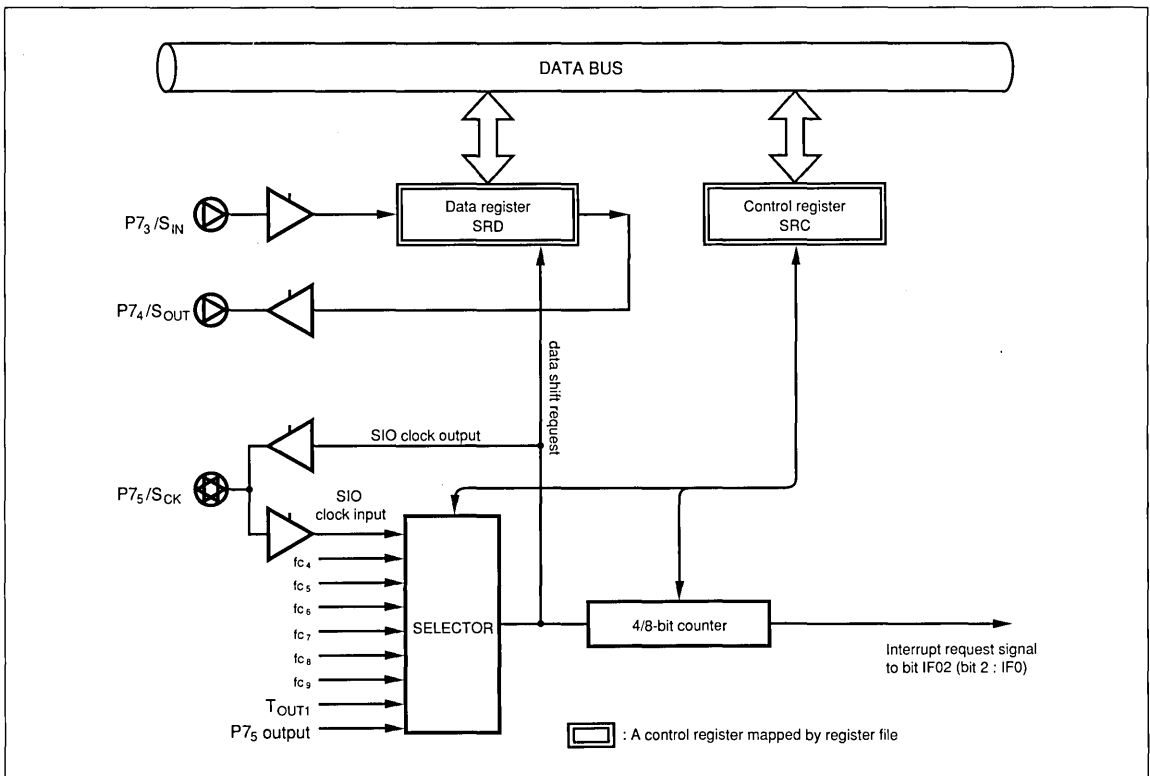 DATA BUS
Data register
SRD
Control register
SRC
P7₃/S_IN
P7₄/S_OUT
data shift request
SIO clock output
P7₅/S_CK
SIO
clock input
fc₄
fc₅
fc₆
fc₇
fc₈
fc₉
T_OUT1
P7₅ output
SELECTOR
4/8-bit counter
Interrupt request signal
to bit IF02 (bit 2 : IF0)
: A control register mapped by register file